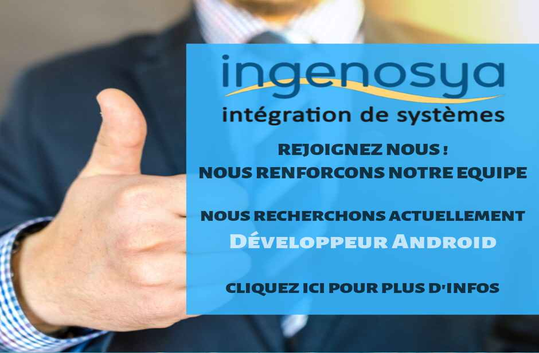 ingenosya
intégration de systèmes
REJOIGNEZ NOUS !
NOUS RENFORCONS NOTRE EQUIPE
NOUS RECHERCHONS ACTUELLEMENT
DÉVELOPPEUR ANDROID
CLIQUEZ ICI POUR PLUS D'INFOS